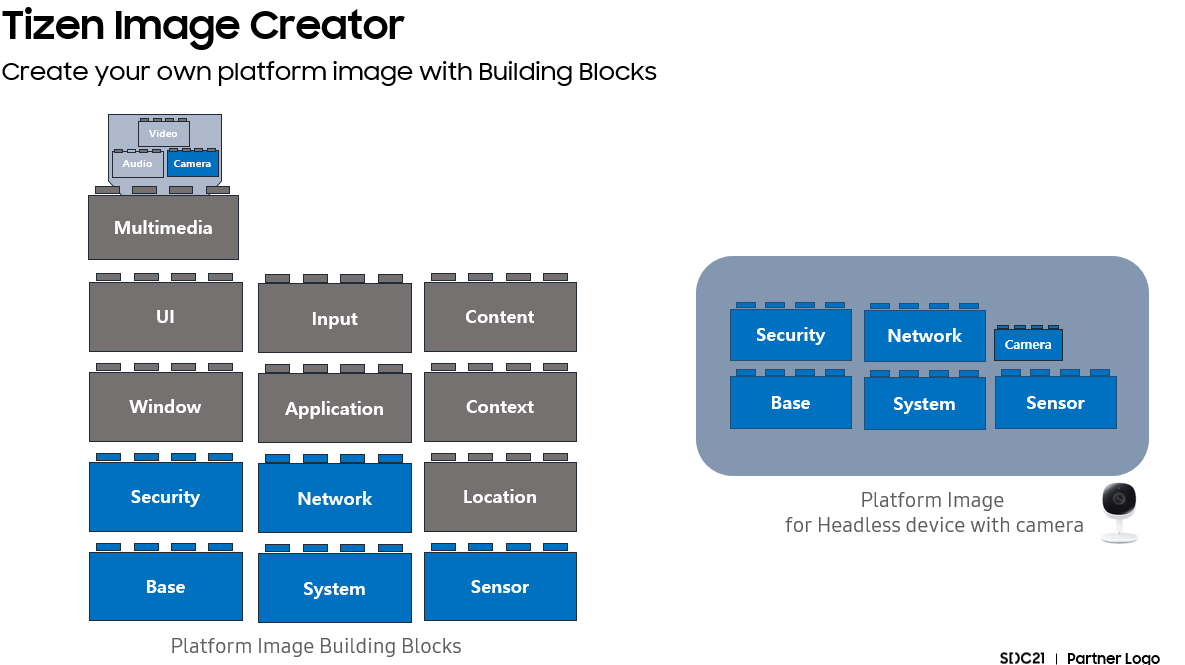 Tizen Image Creator
Create your own platform image with Building Blocks
Video
Audio Camera
Multimedia
UI Input Content
Window Application Context
Security Network Location
Base System Sensor
Platform Image Building Blocks
Security Network Camera
Base System Sensor
Platform Image
for Headless device with camera
SDC21 | Partner Logo